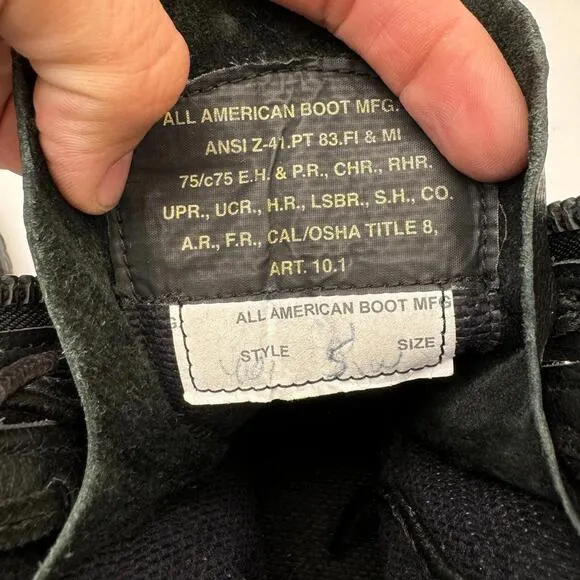 ALL AMERICAN BOOT MFG.
ANSI Z-41.PT 83.FI & MI
75/c75 E.H. & P.R., CHR., RHR.
UPR., UCR., H.R., LSBR., S.H., CO.
A.R., F.R., CAL/OSHA TITLE 8,
ART. 10.1
G. ALL AMERICAN BOOT MFG
STYLE SIZE
5